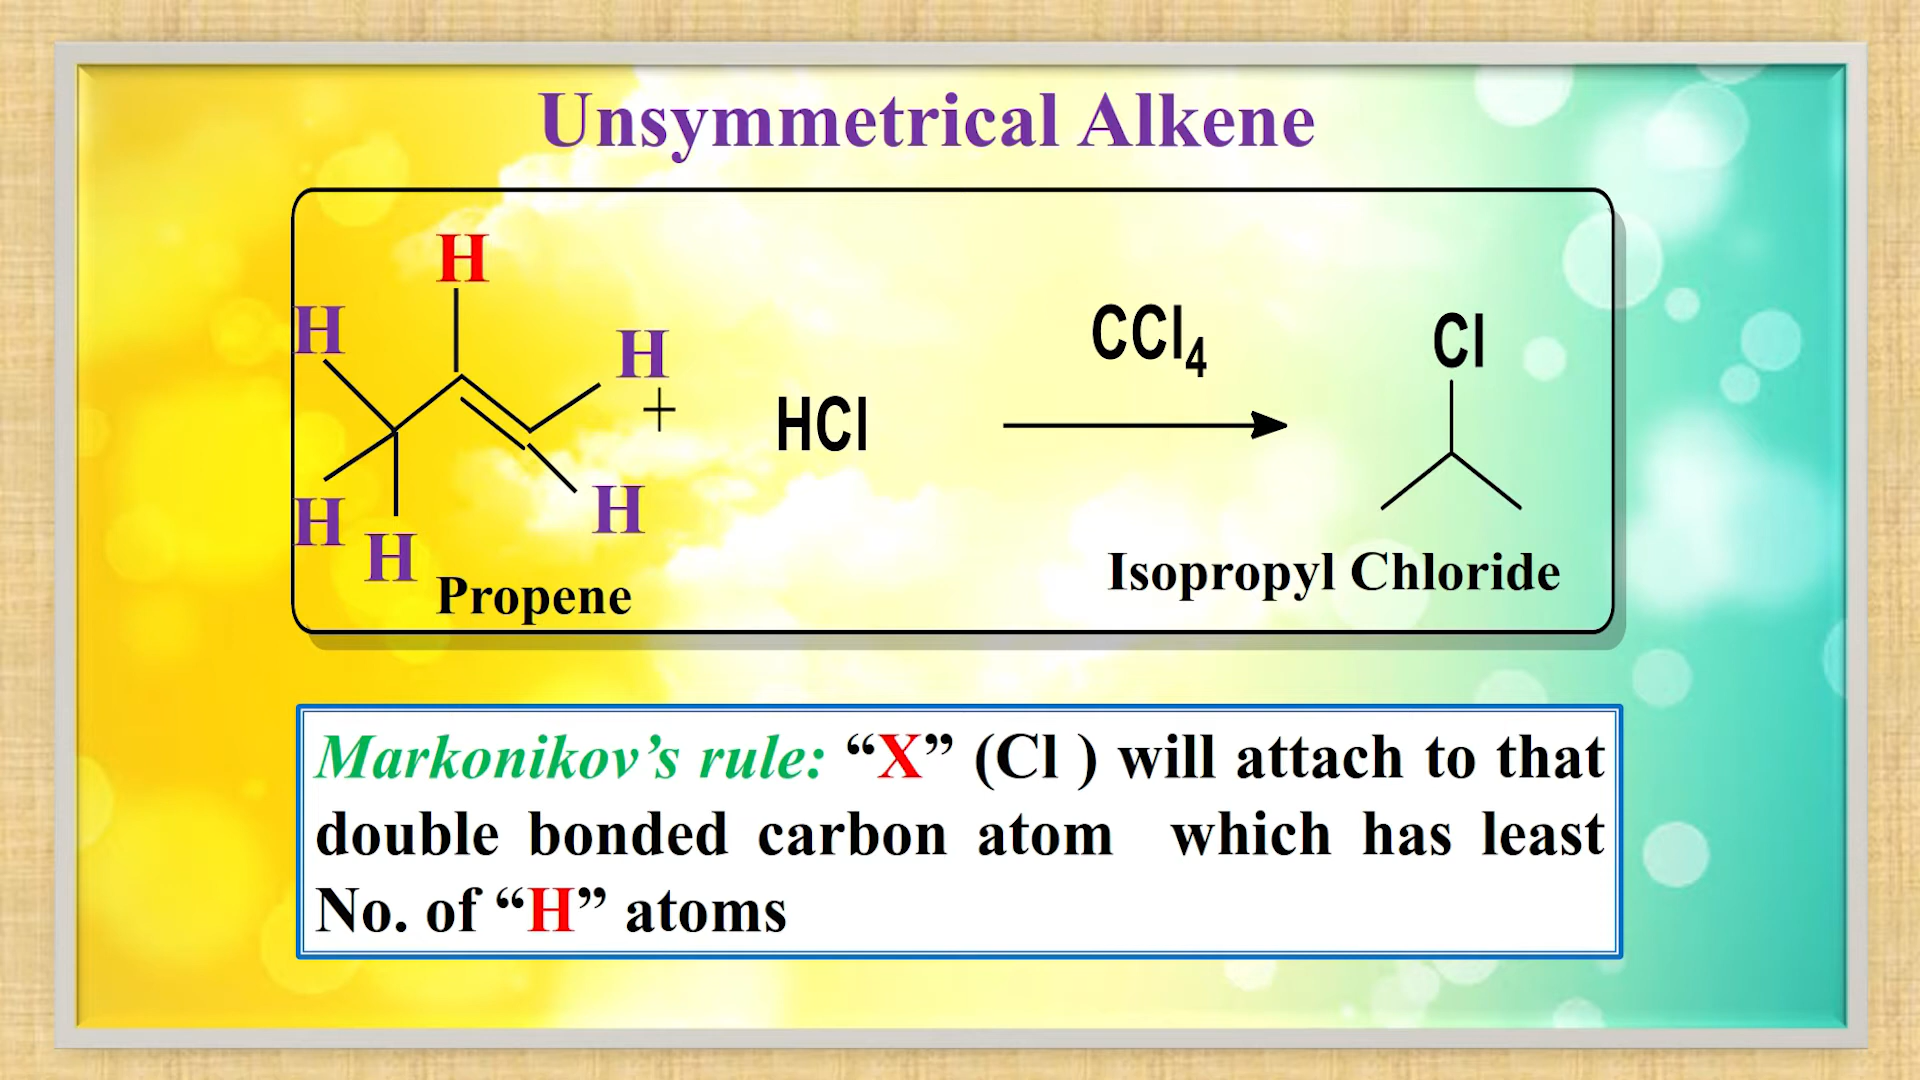 Unsymmetrical Alkene
H
H
H
+
HCl
CCl4
Cl
H
H
H
Propene
Isopropyl Chloride
Markonikov’s rule: “X” (Cl ) will attach to that
double bonded carbon atom which has least
No. of “H” atoms